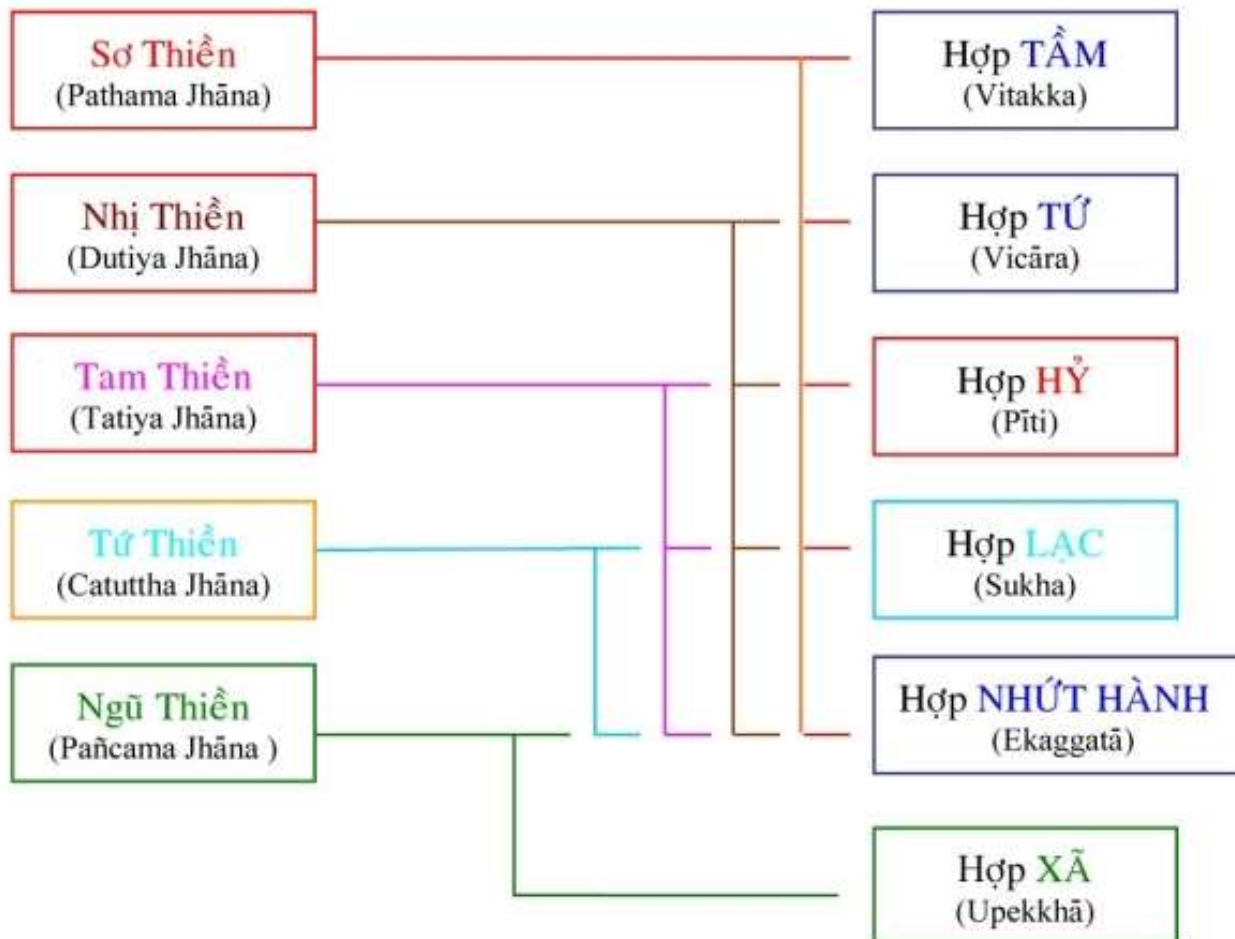 Sơ Thiền
(Pathama Jhāna)
Hợp TẦM
(Vitakka)
Nhị Thiền
(Dutiya Jhāna)
Hợp TỨ
(Vicāra)
Tam Thiền
(Tatiya Jhāna)
Hợp HỶ
(Pīti)
Tứ Thiền
(Catuttha Jhāna)
Hợp LẠC
(Sukha)
Ngũ Thiền
(Pañcama Jhāna )
Hợp NHỨT HÀNH
(Ekaggatā)
Hợp XÃ
(Upekkhā)